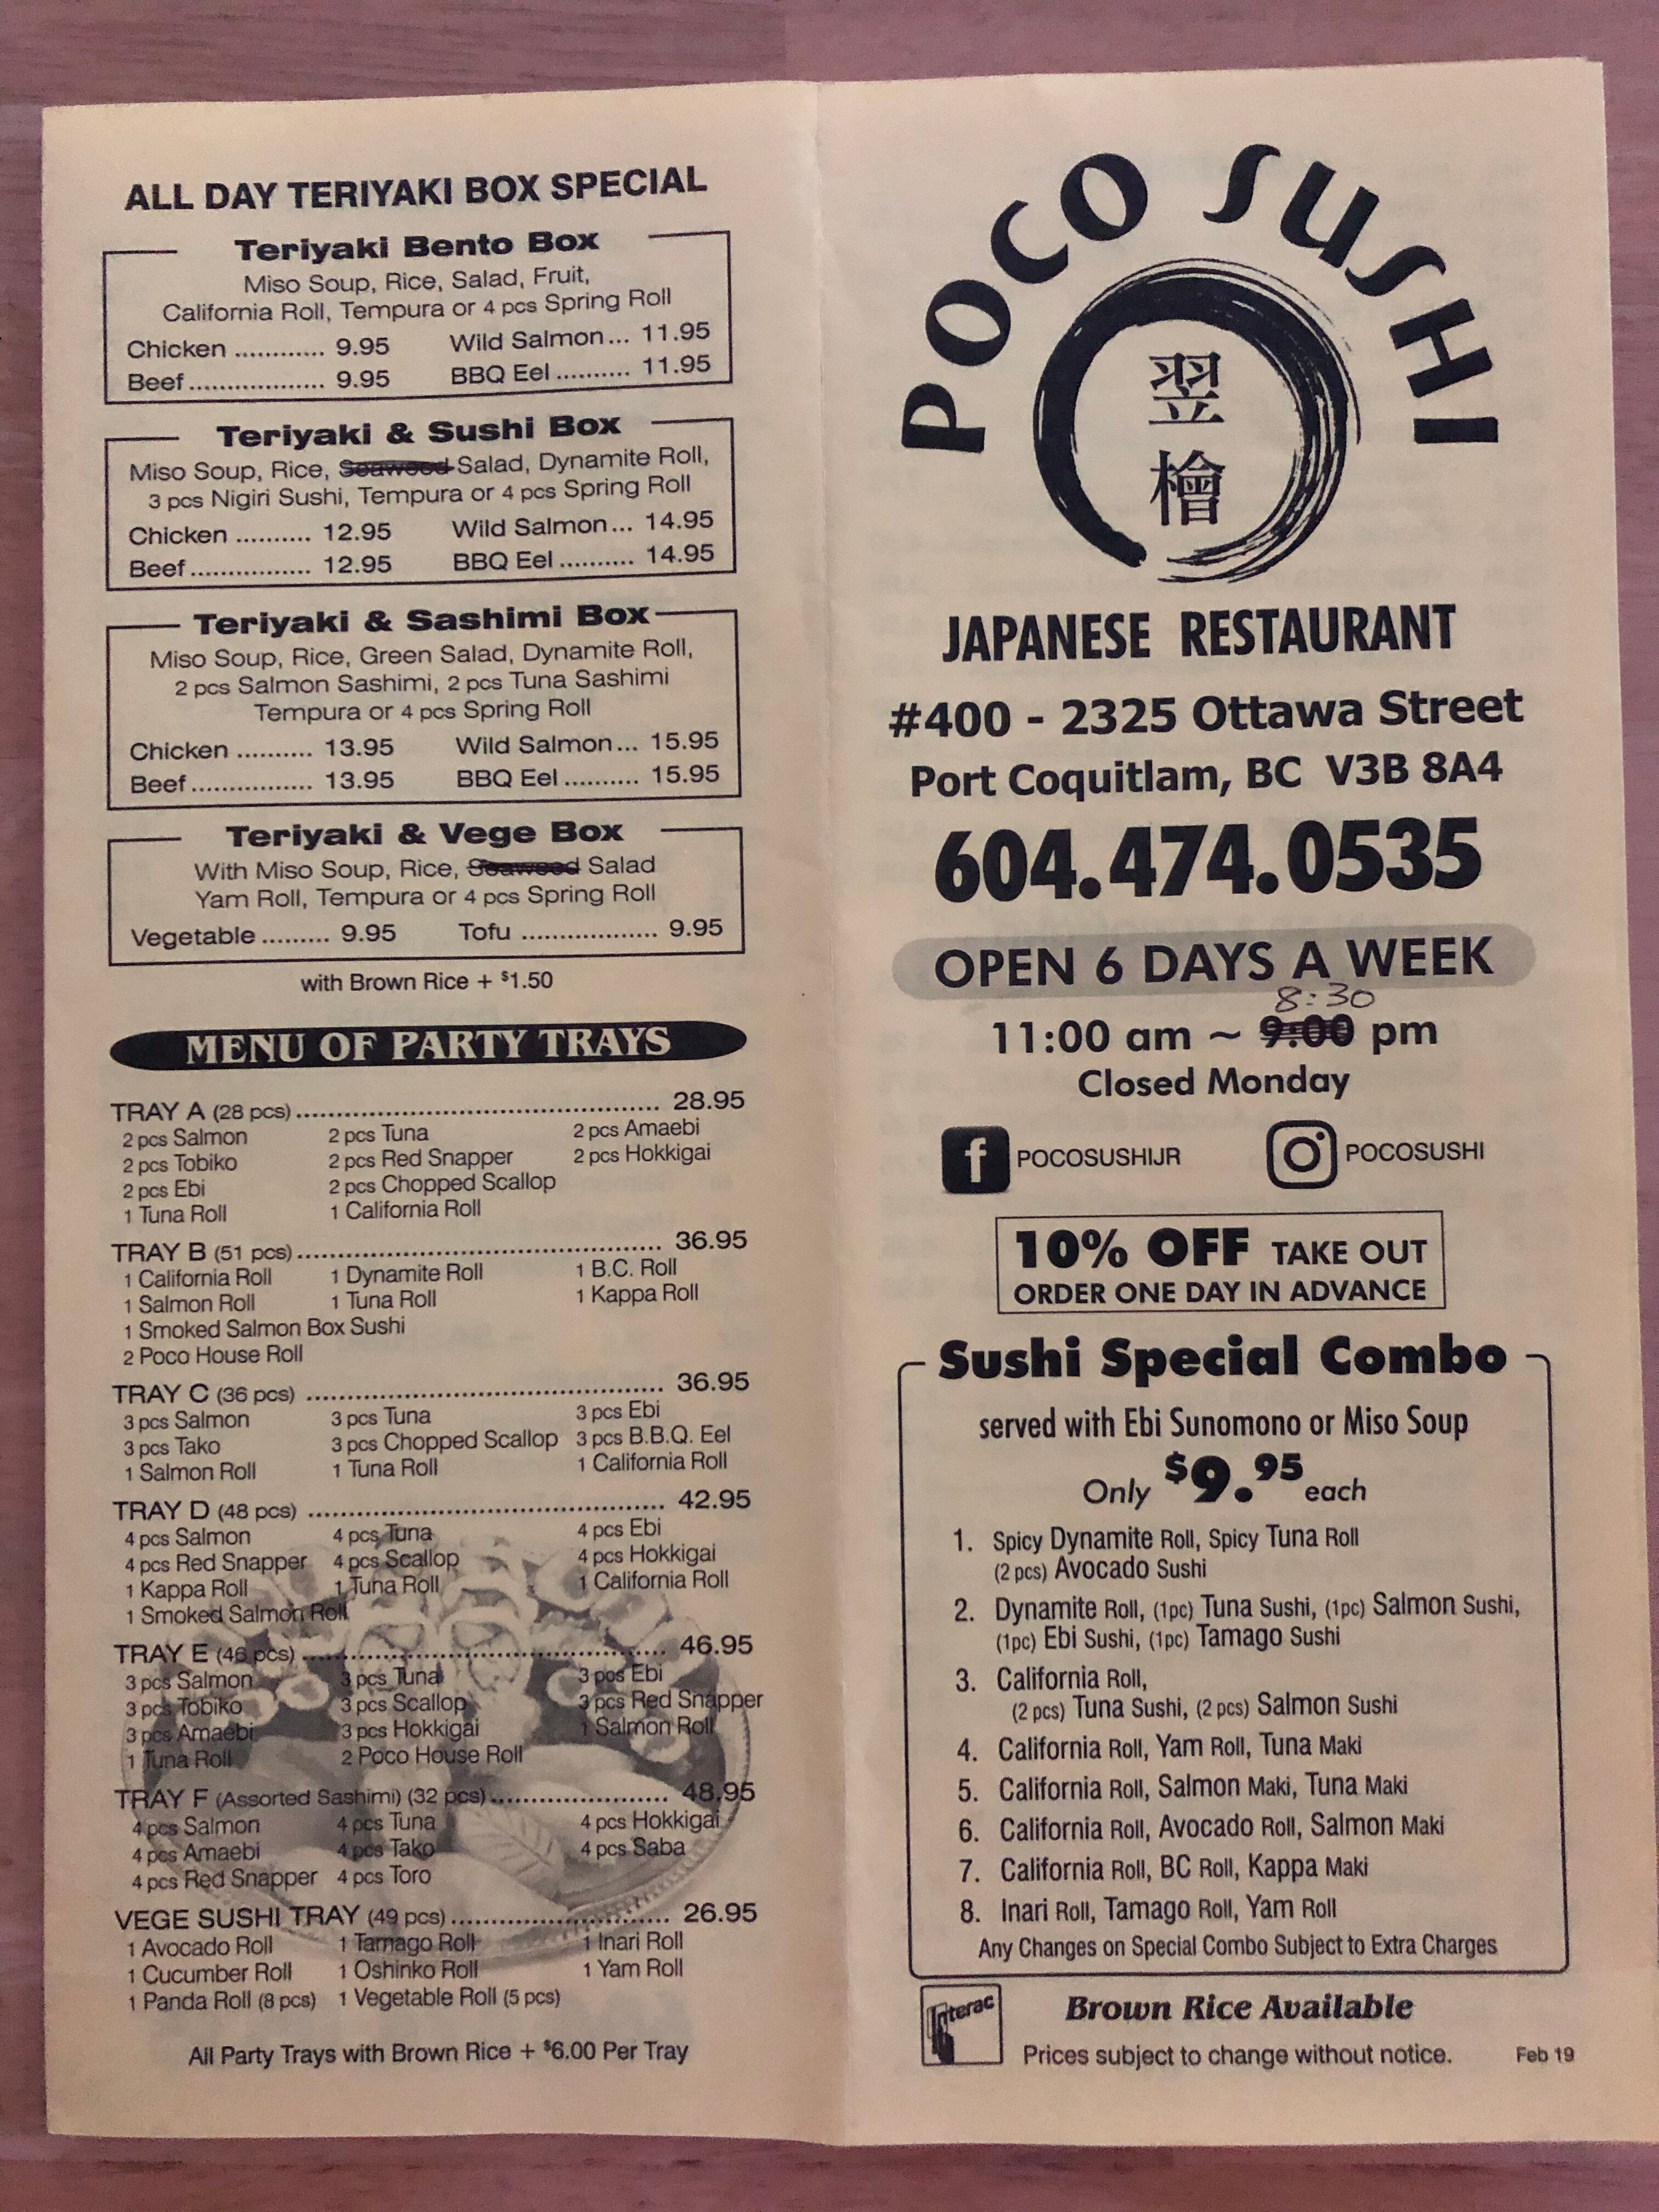 ALL DAY TERIYAKI BOX SPECIAL
Teriyaki Bento Box
Miso Soup, Rice, Salad, Fruit,
California Roll, Tempura or 4 pcs Spring Roll
Chicken ............ 9.95 Wild Salmon... 11.95
Beef................... 9.95 BBQ Eel .......... 11.95
Teriyaki & Sushi Box
Miso Soup, Rice, Seaweed Salad, Dynamite Roll,
3 pcs Nigiri Sushi, Tempura or 4 pcs Spring Roll
Chicken .......... 12.95 Wild Salmon... 14.95
Beef................ 12.95 BBQ Eel .......... 14.95
Teriyaki & Sashimi Box
Miso Soup, Rice, Green Salad, Dynamite Roll,
2 pcs Salmon Sashimi, 2 pcs Tuna Sashimi
Tempura or 4 pcs Spring Roll
Chicken .......... 13.95 Wild Salmon... 15.95
Beef................ 13.95 BBQ Eel .......... 15.95
Teriyaki & Vege Box
With Miso Soup, Rice, Seaweed Salad
Yam Roll, Tempura or 4 pcs Spring Roll
Vegetable ......... 9.95 Tofu .................. 9.95
with Brown Rice + $1.50
MENU OF PARTY TRAYS
TRAY A (28 pcs) ................................................ 28.95
2 pcs Salmon 2 pcs Tuna 2 pcs Amaebi
2 pcs Tobiko 2 pcs Red Snapper 2 pcs Hokkigai
2 pcs Ebi 2 pcs Chopped Scallop
1 Tuna Roll 1 California Roll
TRAY B (51 pcs) ................................................ 36.95
1 California Roll 1 Dynamite Roll 1 B.C. Roll
1 Salmon Roll 1 Tuna Roll 1 Kappa Roll
1 Smoked Salmon Box Sushi
2 Poco House Roll
TRAY C (36 pcs) ............................................... 36.95
3 pcs Salmon 3 pcs Tuna 3 pcs Ebi
3 pcs Tako 3 pcs Chopped Scallop 3 pcs B.B.Q. Eel
1 Salmon Roll 1 Tuna Roll 1 California Roll
TRAY D (48 pcs) ............................................... 42.95
4 pcs Salmon 4 pcs Tuna 4 pcs Ebi
4 pcs Red Snapper 4 pcs Scallop 4 pcs Hokkigai
1 Kappa Roll 1 Tuna Roll 1 California Roll
1 Smoked Salmon Roll
TRAY E (46 pcs) ................................................ 46.95
3 pcs Salmon 3 pcs Tuna 3 pcs Ebi
3 pcs Tobiko 3 pcs Scallop 3 pcs Red Snapper
3 pcs Amaebi 3 pcs Hokkigai 1 Salmon Roll
1 Tuna Roll 2 Poco House Roll
TRAY F (Assorted Sashimi) (32 pcs) ....................... 48.95
4 pcs Salmon 4 pcs Tuna 4 pcs Hokkigai
4 pcs Amaebi 4 pcs Tako 4 pcs Saba
4 pcs Red Snapper 4 pcs Toro
VEGE SUSHI TRAY (49 pcs) ............................. 26.95
1 Avocado Roll 1 Tamago Roll 1 Inari Roll
1 Cucumber Roll 1 Oshinko Roll 1 Yam Roll
1 Panda Roll (8 pcs) 1 Vegetable Roll (5 pcs)
All Party Trays with Brown Rice + $6.00 Per Tray
POCO SUSHI
翌
檜
JAPANESE RESTAURANT
#400 - 2325 Ottawa Street
Port Coquitlam, BC V3B 8A4
604.474.0535
OPEN 6 DAYS A WEEK
8:30
11:00 am ~ 9:00 pm
Closed Monday
f POCOSUSHIJR POCOSUSHI
10% OFF TAKE OUT
ORDER ONE DAY IN ADVANCE
Sushi Special Combo
served with Ebi Sunomono or Miso Soup
Only $9.95 each
1. Spicy Dynamite Roll, Spicy Tuna Roll
(2 pcs) Avocado Sushi
2. Dynamite Roll, (1pc) Tuna Sushi, (1pc) Salmon Sushi,
(1pc) Ebi Sushi, (1pc) Tamago Sushi
3. California Roll,
(2 pcs) Tuna Sushi, (2 pcs) Salmon Sushi
4. California Roll, Yam Roll, Tuna Maki
5. California Roll, Salmon Maki, Tuna Maki
6. California Roll, Avocado Roll, Salmon Maki
7. California Roll, BC Roll, Kappa Maki
8. Inari Roll, Tamago Roll, Yam Roll
Any Changes on Special Combo Subject to Extra Charges
Interac
Brown Rice Available
Prices subject to change without notice. Feb 19